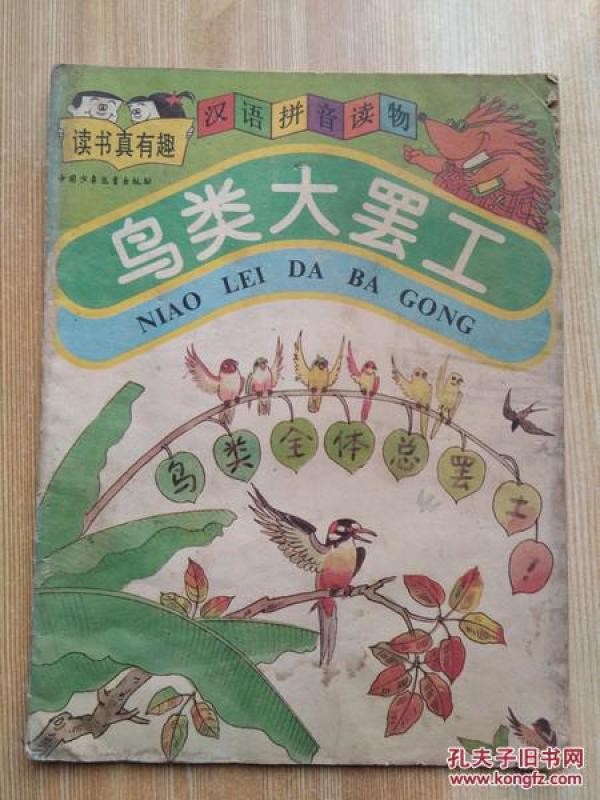 汉语拼音读物
读书真有趣
中国少年儿童出版社
鸟类大罢工
NIAO LEI DA BA GONG
鸟类全体总罢工!
孔夫子旧书网
www.kongfz.com